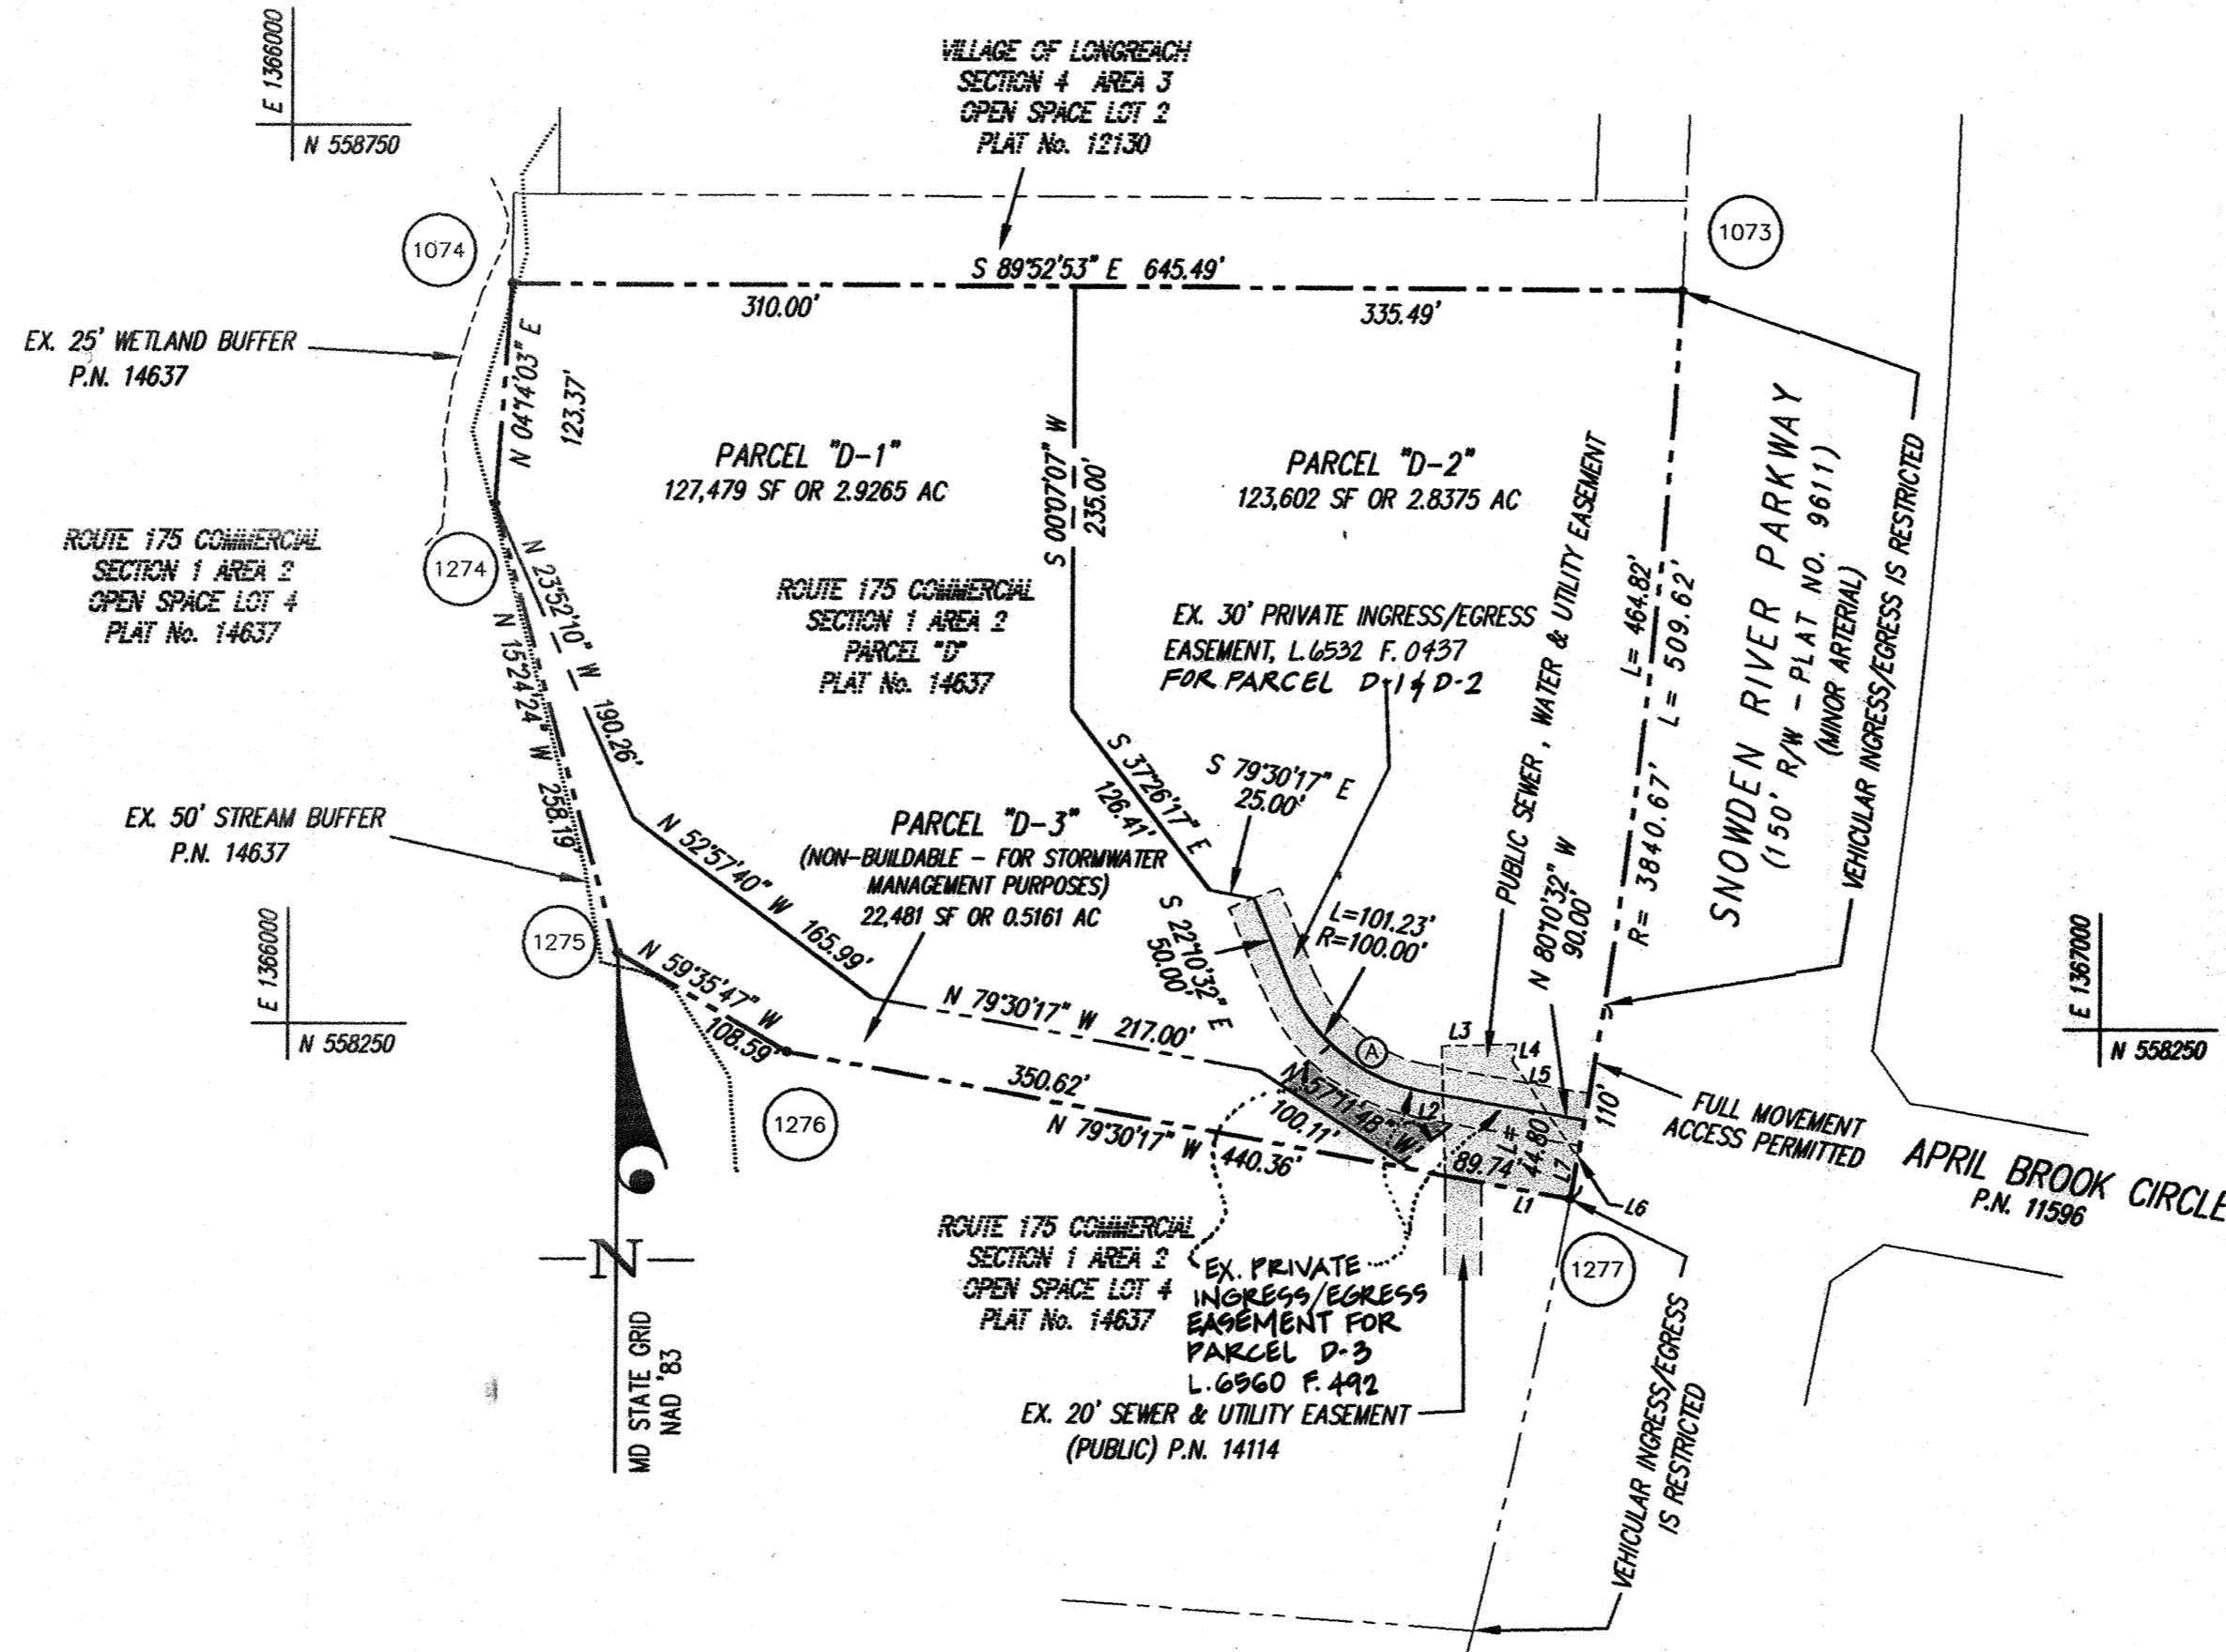 E 1366000
N 558750
VILLAGE OF LONGREACH
SECTION 4 AREA 3
OPEN SPACE LOT 2
PLAT No. 12130
1074
1073
S 89°52'53" E 645.49'
310.00'
335.49'
EX. 25' WETLAND BUFFER
P.N. 14637
N 04°14'03" E
123.37'
PARCEL "D-1"
127,479 SF OR 2.9265 AC
S 00°07'07" W
235.00'
PARCEL "D-2"
123,602 SF OR 2.8375 AC
ROUTE 175 COMMERCIAL
SECTION 1 AREA 2
OPEN SPACE LOT 4
PLAT No. 14637
1274
N 23°52'10" W 190.26'
N 15°24'24" W 258.19'
ROUTE 175 COMMERCIAL
SECTION 1 AREA 2
PARCEL "D"
PLAT No. 14637
EX. 30' PRIVATE INGRESS/EGRESS
EASEMENT, L.6532 F.0437
FOR PARCEL D-1 & D-2
PUBLIC SEWER, WATER & UTILITY EASEMENT
L= 464.82'
R= 3840.67' L= 509.62'
SNOWDEN RIVER PARKWAY
(150' R/W - PLAT NO. 9611)
(MINOR ARTERIAL)
VEHICULAR INGRESS/EGRESS IS RESTRICTED
S 37°26'17" E
126.41'
S 79°30'17" E
25.00'
EX. 50' STREAM BUFFER
P.N. 14637
N 52°57'40" W 165.99'
PARCEL "D-3"
(NON-BUILDABLE - FOR STORMWATER
MANAGEMENT PURPOSES)
22,481 SF OR 0.5161 AC
S 22°10'32" E
50.00'
L=101.23'
R=100.00'
N 80°10'32" W
90.00'
E 1366000
N 558250
1275
N 59°35'47" W
108.59'
N 79°30'17" W 217.00'
E 1367000
N 558250
A
L3
L4
L5
350.62'
1276
N 79°30'17" W 440.36'
N 57°11'48" W
100.11'
L2
89.74'
L= 44.80
L7
L1
L6
110'
FULL MOVEMENT
ACCESS PERMITTED
APRIL BROOK CIRCLE
P.N. 11596
1277
N
MD STATE GRID
NAD '83
ROUTE 175 COMMERCIAL
SECTION 1 AREA 2
OPEN SPACE LOT 4
PLAT No. 14637
EX. PRIVATE
INGRESS/EGRESS
EASEMENT FOR
PARCEL D-3
L.6560 F.492
EX. 20' SEWER & UTILITY EASEMENT
(PUBLIC) P.N. 14114
VEHICULAR INGRESS/EGRESS
IS RESTRICTED